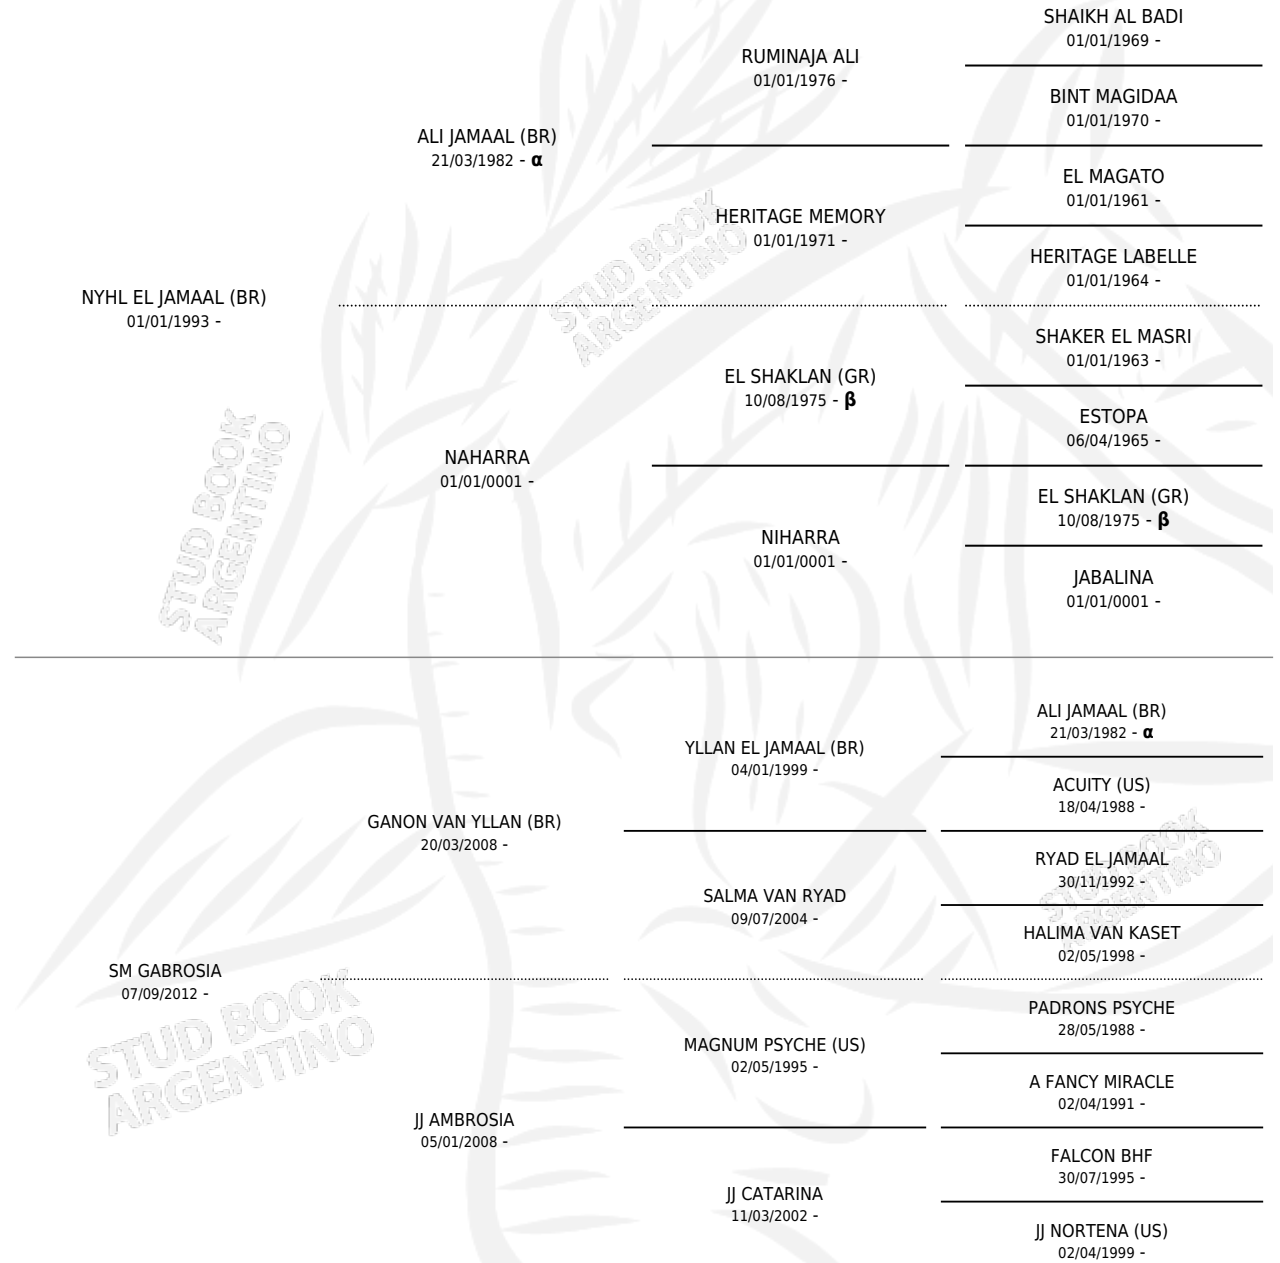 SHAIKH AL BADI
01/01/1969 -
RUMINAJA ALI
01/01/1976 -
BINT MAGIDAA
01/01/1970 -
ALI JAMAAL (BR)
21/03/1982 - α
EL MAGATO
01/01/1961 -
HERITAGE MEMORY
01/01/1971 -
HERITAGE LABELLE
01/01/1964 -
NYHL EL JAMAAL (BR)
01/01/1993 -
SHAKER EL MASRI
01/01/1963 -
EL SHAKLAN (GR)
10/08/1975 - β
ESTOPA
06/04/1965 -
NAHARRA
01/01/0001 -
EL SHAKLAN (GR)
10/08/1975 - β
NIHARRA
01/01/0001 -
JABALINA
01/01/0001 -
ALI JAMAAL (BR)
21/03/1982 - α
YLLAN EL JAMAAL (BR)
04/01/1999 -
ACUITY (US)
18/04/1988 -
GANON VAN YLLAN (BR)
20/03/2008 -
RYAD EL JAMAAL
30/11/1992 -
SALMA VAN RYAD
09/07/2004 -
HALIMA VAN KASET
02/05/1998 -
SM GABROSIA
07/09/2012 -
PADRONS PSYCHE
28/05/1988 -
MAGNUM PSYCHE (US)
02/05/1995 -
A FANCY MIRACLE
02/04/1991 -
JJ AMBROSIA
05/01/2008 -
FALCON BHF
30/07/1995 -
JJ CATARINA
11/03/2002 -
JJ NORTENA (US)
02/04/1999 -
STUD BOOK
ARGENTINO
STUD BOOK
ARGENTINO
STUD BOOK
ARGENTINO
STUD BOOK
ARGENTINO